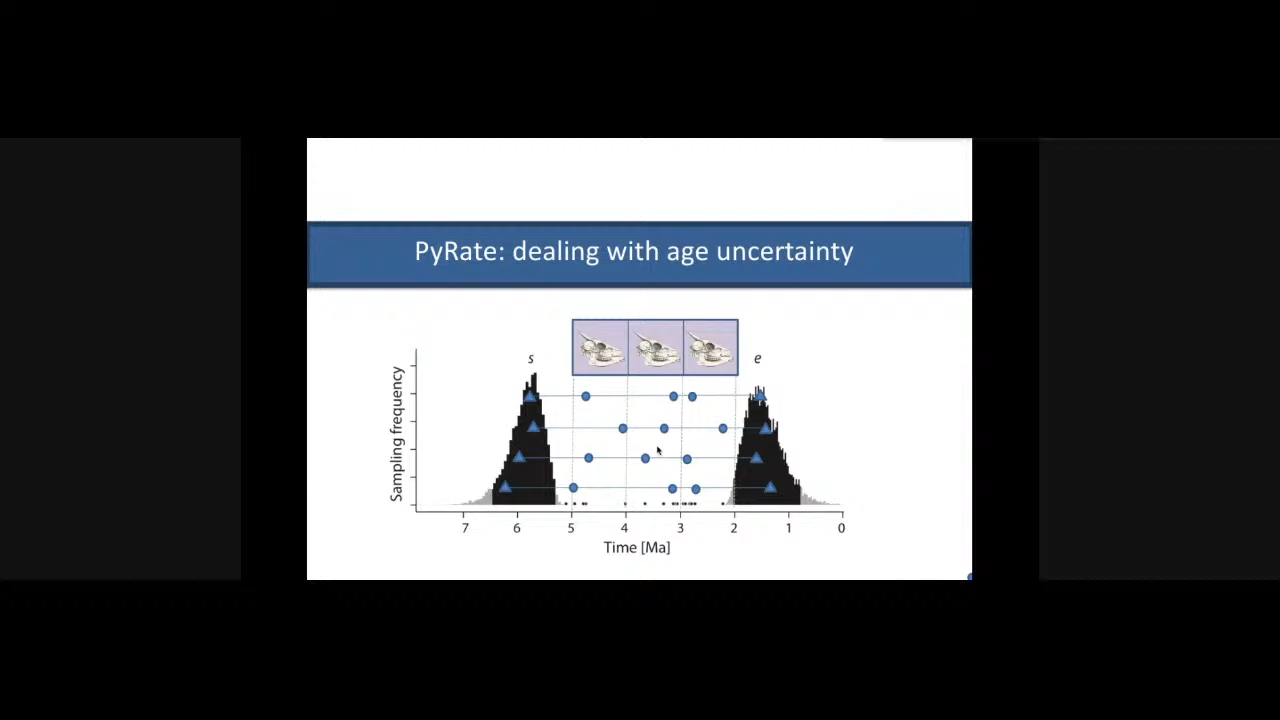 PyRate: dealing with age uncertainty
s
e
Sampling frequency
7 6 5 4 3 2 1 0
Time [Ma]